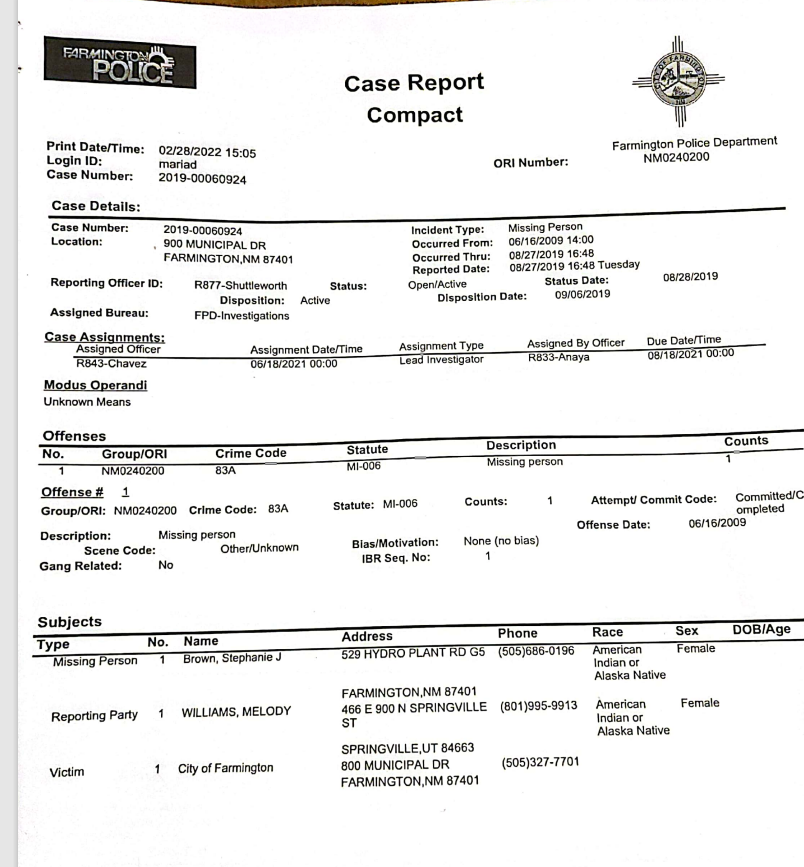 FARMINGTON
POLICE
Case Report
Compact
CITY OF FARMINGTON
Print Date/Time: 02/28/2022 15:05
Login ID: mariad
Case Number: 2019-00060924
Farmington Police Department
ORI Number: NM0240200
Case Details:
Case Number: 2019-00060924 Incident Type: Missing Person
Location: 900 MUNICIPAL DR Occurred From: 06/16/2009 14:00
FARMINGTON,NM 87401 Occurred Thru: 08/27/2019 16:48
Reported Date: 08/27/2019 16:48 Tuesday
Reporting Officer ID: R877-Shuttleworth Status: Open/Active Status Date: 08/28/2019
Disposition: Active Disposition Date: 09/06/2019
Assigned Bureau: FPD-Investigations
Case Assignments:
Assigned Officer Assignment Date/Time Assignment Type Assigned By Officer Due Date/Time
R843-Chavez 06/18/2021 00:00 Lead Investigator R833-Anaya 08/18/2021 00:00
Modus Operandi
Unknown Means
Offenses
No. Group/ORI Crime Code Statute Description Counts
1 NM0240200 83A MI-006 Missing person 1
Offense # 1
Group/ORI: NM0240200 Crime Code: 83A Statute: MI-006 Counts: 1 Attempt/ Commit Code: Committed/C
ompleted
Description: Missing person Offense Date: 06/16/2009
Scene Code: Other/Unknown Bias/Motivation: None (no bias)
Gang Related: No IBR Seq. No: 1
Subjects
Type No. Name Address Phone Race Sex DOB/Age
Missing Person 1 Brown, Stephanie J 529 HYDRO PLANT RD G5 (505)686-0196 American Female
Indian or
Alaska Native
FARMINGTON,NM 87401
Reporting Party 1 WILLIAMS, MELODY 466 E 900 N SPRINGVILLE (801)995-9913 American Female
ST Indian or
Alaska Native
SPRINGVILLE,UT 84663
Victim 1 City of Farmington 800 MUNICIPAL DR (505)327-7701
FARMINGTON,NM 87401